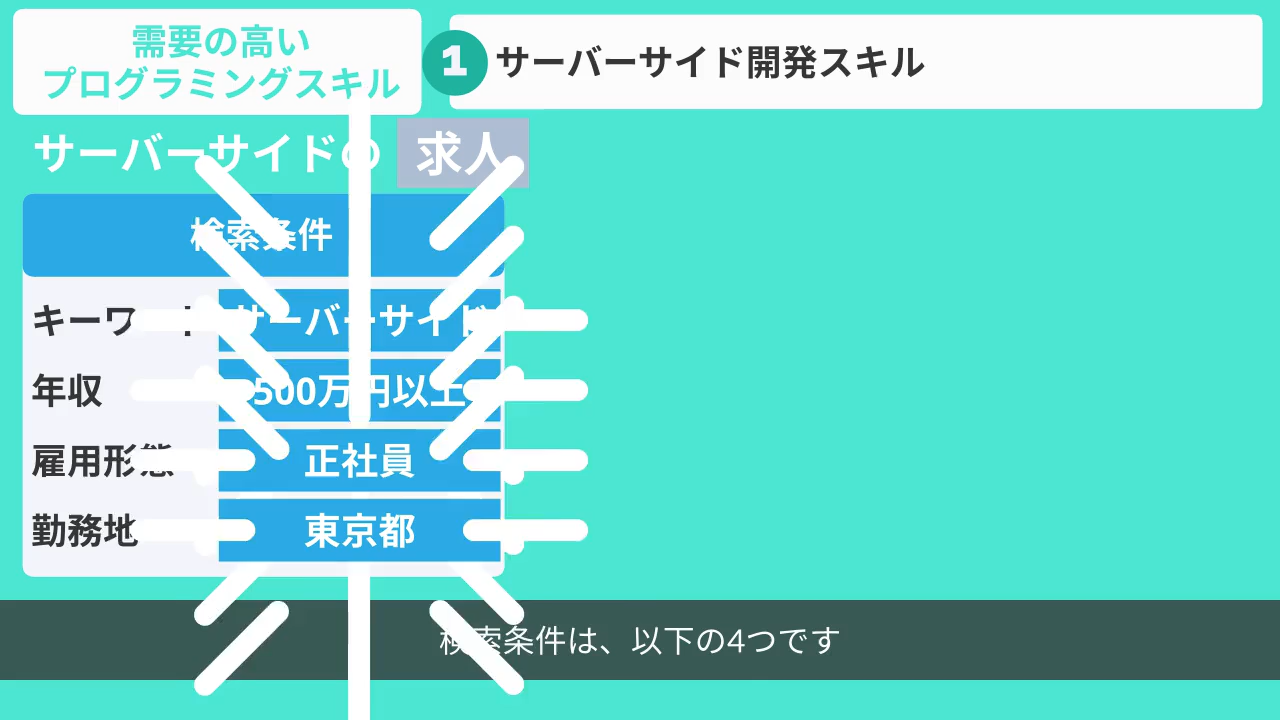 需要の高い
プログラミングスキル
1 サーバーサイド開発スキル
サーバーサイドの 求人
検索条件
キーワード サーバーサイド
年収 500万円以上
雇用形態 正社員
勤務地 東京都
検索条件は、以下の4つです